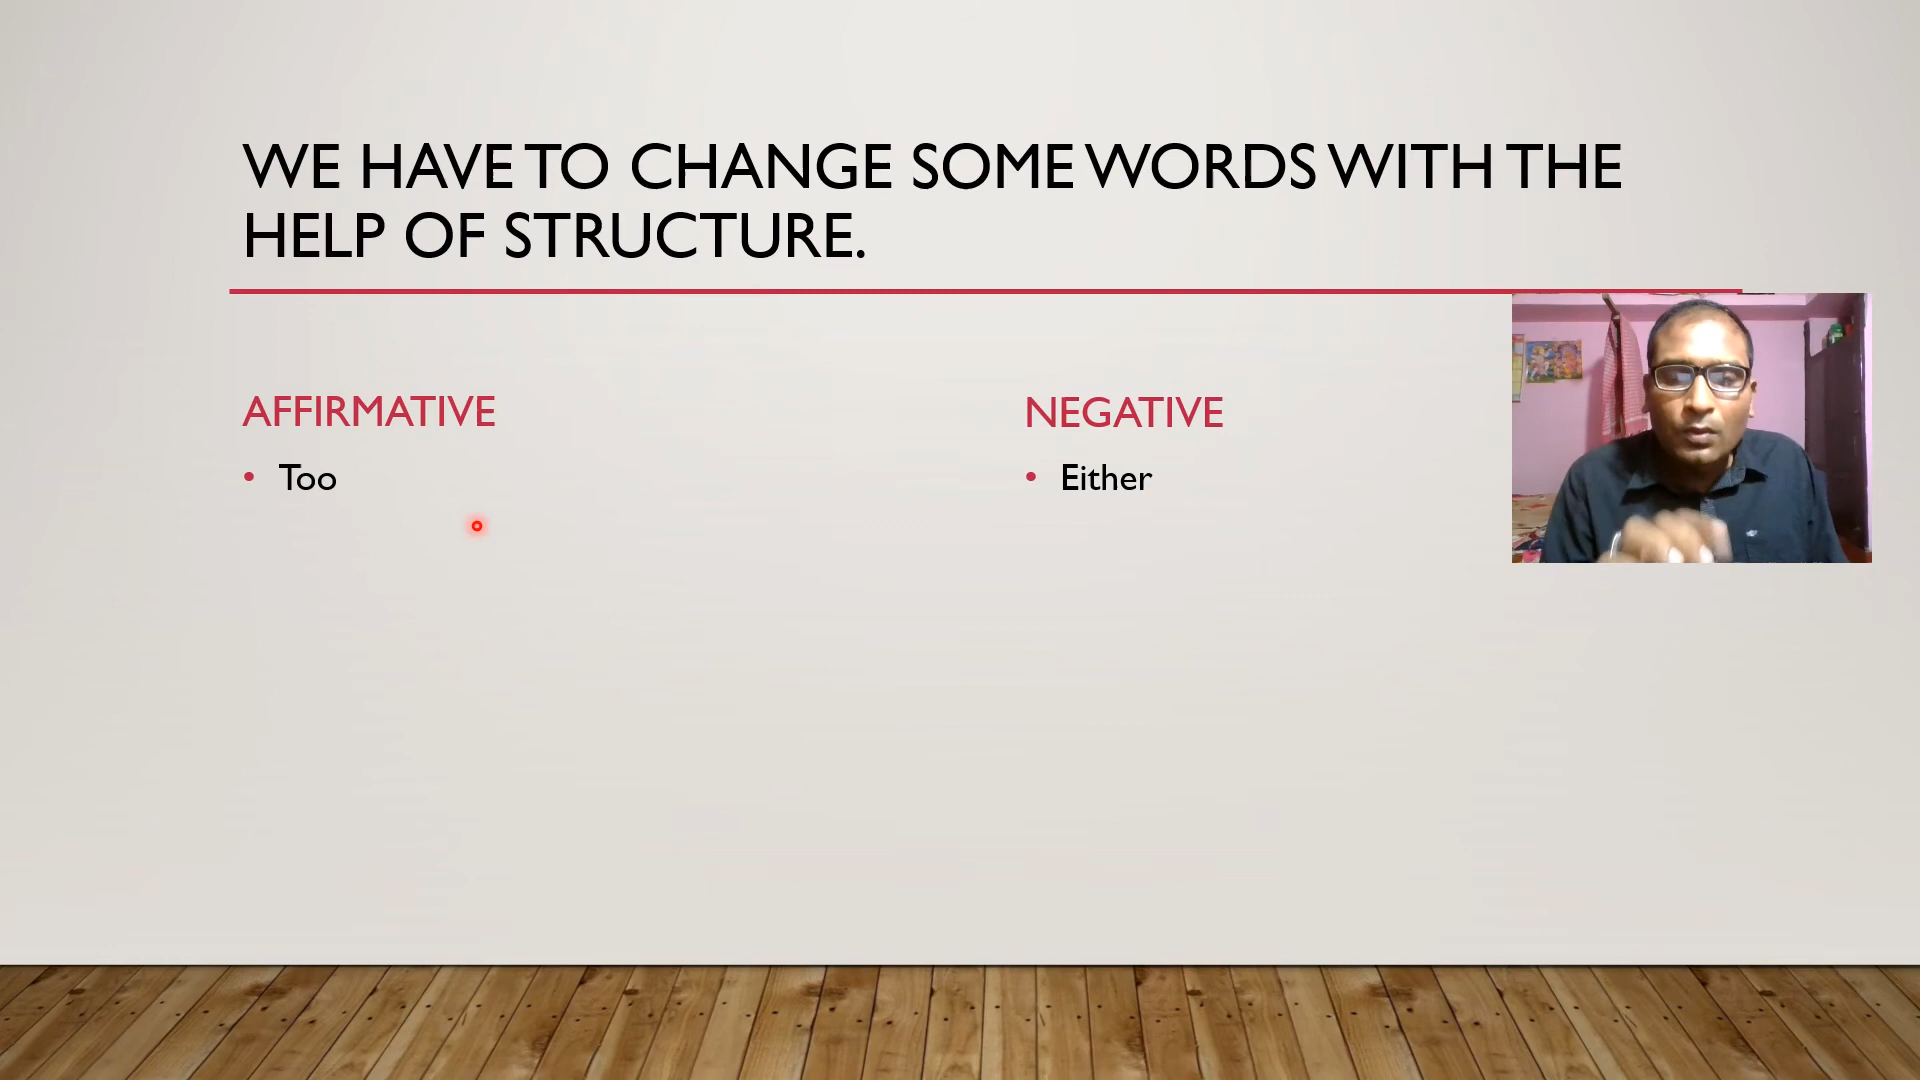 WE HAVE TO CHANGE SOME WORDS WITH THE
HELP OF STRUCTURE.
AFFIRMATIVE
• Too
NEGATIVE
• Either